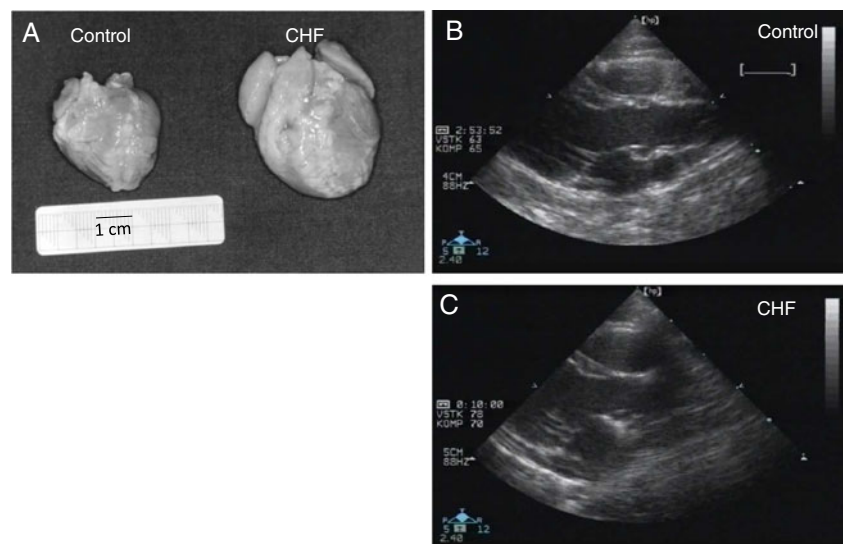 A
Control
CHF
1 cm
B
Control
2:53:52
VSTK 63
KOMP 65
4CM
88HZ
P R
5 12
2.40
C
CHF
0:10:00
VSTK 78
KOMP 70
5CM
88HZ
P R
5 12
2.40